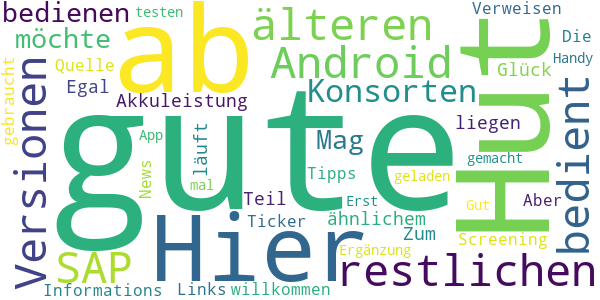 bedienen
testen
ab
älteren
Verweisen
möchte
Die
Quelle
Android
Hut
Glück
Handy
gebraucht
Egal
Konsorten
Akkuleistung
Versionen
gute
läuft
Mag
liegen
bedient
App
gemacht
News
mal
Tipps
geladen
Hier
Teil
Erst
Gut
Aber
Ticker
ähnlichem
Zum
Screening
SAP
Ergänzung
restlichen
Informations
Links
willkommen